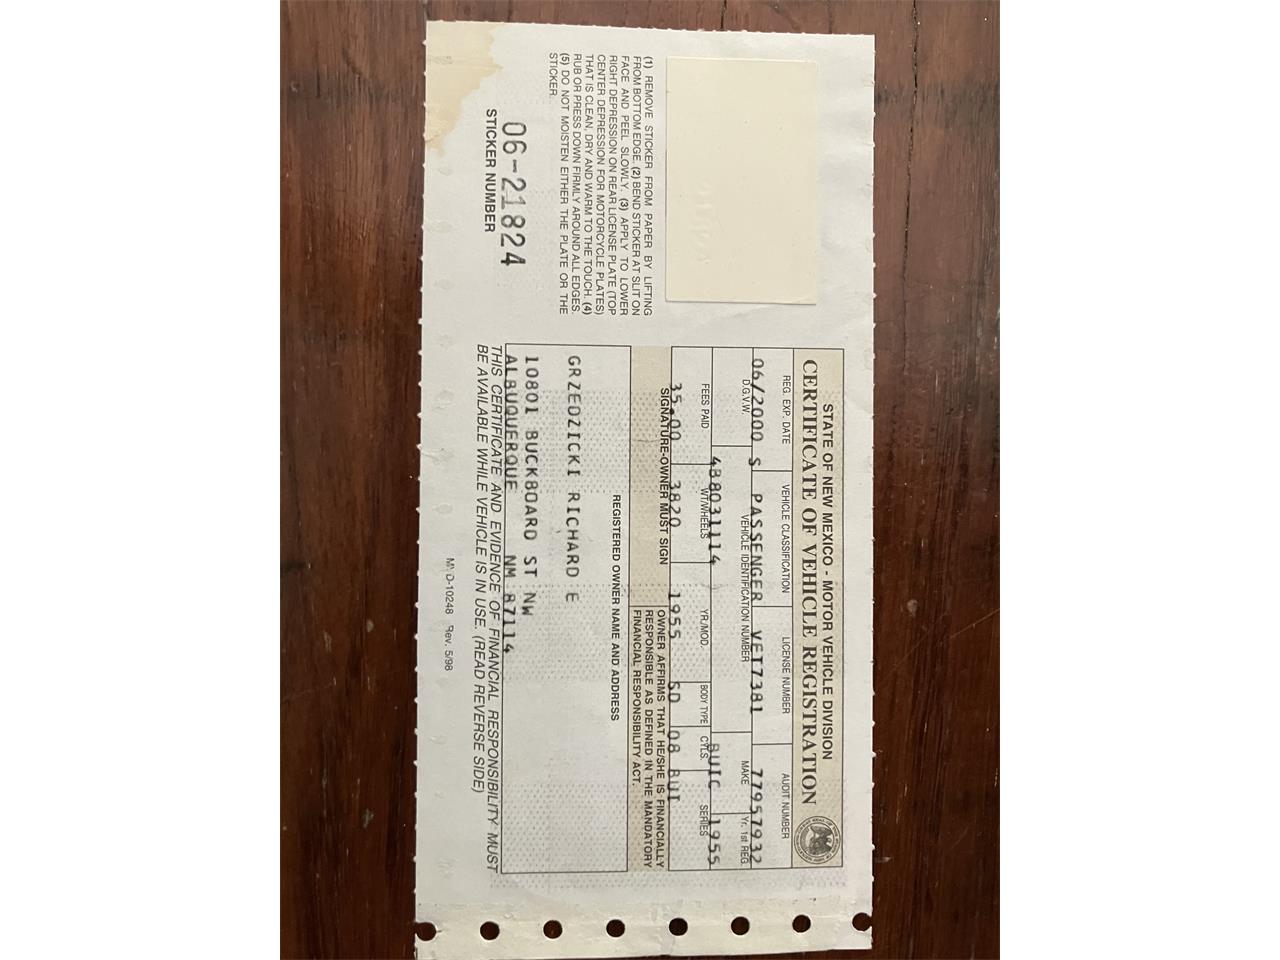 (1) REMOVE STICKER FROM PAPER BY LIFTING
FROM BOTTOM EDGE. (2) BEND STICKER AT SLIT ON
FACE AND PEEL SLOWLY. (3) APPLY TO LOWER
RIGHT DEPRESSION ON REAR LICENSE PLATE (TOP
CENTER DEPRESSION FOR MOTORCYCLE PLATES)
THAT IS CLEAN, DRY AND WARM TO THE TOUCH. (4)
RUB OR PRESS DOWN FIRMLY AROUND ALL EDGES.
(5) DO NOT MOISTEN EITHER THE PLATE OR THE
STICKER.
06-21824
STICKER NUMBER
STATE OF NEW MEXICO - MOTOR VEHICLE DIVISION
CERTIFICATE OF VEHICLE REGISTRATION
REG. EXP. DATE VEHICLE CLASSIFICATION LICENSE NUMBER AUDIT NUMBER
06/2000 S PASSENGER VET7381 77957932
D.G.V.W. VEHICLE IDENTIFICATION NUMBER MAKE Yr. 1st REG.
4B8031114 BUIC 1955
FEES PAID WT/WHEELS YR./MOD. BODY TYPE CYLS. SERIES
35.00 3820 1955 SD 08 BUI
SIGNATURE-OWNER MUST SIGN
OWNER AFFIRMS THAT HE/SHE IS FINANCIALLY
RESPONSIBLE AS DEFINED IN THE MANDATORY
FINANCIAL RESPONSIBILITY ACT.
REGISTERED OWNER NAME AND ADDRESS
GRZEDZICKI RICHARD E
10801 BUCKBOARD ST NW
ALBUQUERQUE NM 87114
THIS CERTIFICATE AND EVIDENCE OF FINANCIAL RESPONSIBILITY MUST
BE AVAILABLE WHILE VEHICLE IS IN USE. (READ REVERSE SIDE)
MVD-10248 Rev. 5/98